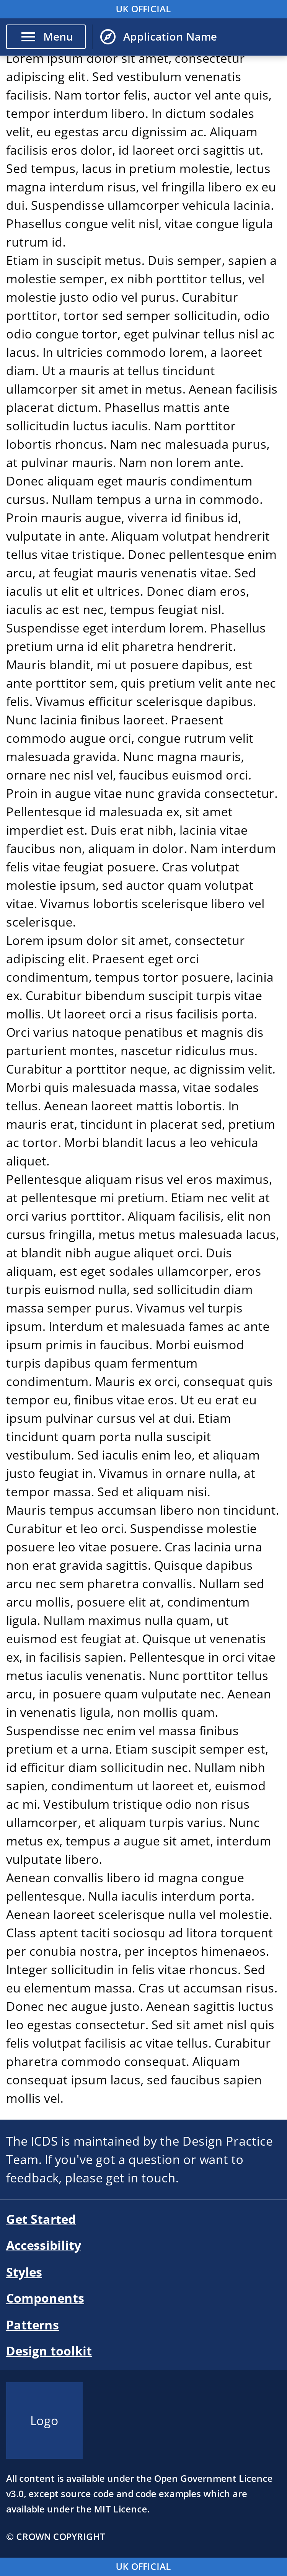 UK OFFICIAL
Menu
Application Name
Lorem ipsum dolor sit amet, consectetur
adipiscing elit. Sed vestibulum venenatis
facilisis. Nam tortor felis, auctor vel ante quis,
tempor interdum libero. In dictum sodales
velit, eu egestas arcu dignissim ac. Aliquam
facilisis eros dolor, id laoreet orci sagittis ut.
Sed tempus, lacus in pretium molestie, lectus
magna interdum risus, vel fringilla libero ex eu
dui. Suspendisse ullamcorper vehicula lacinia.
Phasellus congue velit nisl, vitae congue ligula
rutrum id.
Etiam in suscipit metus. Duis semper, sapien a
molestie semper, ex nibh porttitor tellus, vel
molestie justo odio vel purus. Curabitur
porttitor, tortor sed semper sollicitudin, odio
odio congue tortor, eget pulvinar tellus nisl ac
lacus. In ultricies commodo lorem, a laoreet
diam. Ut a mauris at tellus tincidunt
ullamcorper sit amet in metus. Aenean facilisis
placerat dictum. Phasellus mattis ante
sollicitudin luctus iaculis. Nam porttitor
lobortis rhoncus. Nam nec malesuada purus,
at pulvinar mauris. Nam non lorem ante.
Donec aliquam eget mauris condimentum
cursus. Nullam tempus a urna in commodo.
Proin mauris augue, viverra id finibus id,
vulputate in ante. Aliquam volutpat hendrerit
tellus vitae tristique. Donec pellentesque enim
arcu, at feugiat mauris venenatis vitae. Sed
iaculis ut elit et ultrices. Donec diam eros,
iaculis ac est nec, tempus feugiat nisl.
Suspendisse eget interdum lorem. Phasellus
pretium urna id elit pharetra hendrerit.
Mauris blandit, mi ut posuere dapibus, est
ante porttitor sem, quis pretium velit ante nec
felis. Vivamus efficitur scelerisque dapibus.
Nunc lacinia finibus laoreet. Praesent
commodo augue orci, congue rutrum velit
malesuada gravida. Nunc magna mauris,
ornare nec nisl vel, faucibus euismod orci.
Proin in augue vitae nunc gravida consectetur.
Pellentesque id malesuada ex, sit amet
imperdiet est. Duis erat nibh, lacinia vitae
faucibus non, aliquam in dolor. Nam interdum
felis vitae feugiat posuere. Cras volutpat
molestie ipsum, sed auctor quam volutpat
vitae. Vivamus lobortis scelerisque libero vel
scelerisque.
Lorem ipsum dolor sit amet, consectetur
adipiscing elit. Praesent eget orci
condimentum, tempus tortor posuere, lacinia
ex. Curabitur bibendum suscipit turpis vitae
mollis. Ut laoreet orci a risus facilisis porta.
Orci varius natoque penatibus et magnis dis
parturient montes, nascetur ridiculus mus.
Curabitur a porttitor neque, ac dignissim velit.
Morbi quis malesuada massa, vitae sodales
tellus. Aenean laoreet mattis lobortis. In
mauris erat, tincidunt in placerat sed, pretium
ac tortor. Morbi blandit lacus a leo vehicula
aliquet.
Pellentesque aliquam risus vel eros maximus,
at pellentesque mi pretium. Etiam nec velit at
orci varius porttitor. Aliquam facilisis, elit non
cursus fringilla, metus metus malesuada lacus,
at blandit nibh augue aliquet orci. Duis
aliquam, est eget sodales ullamcorper, eros
turpis euismod nulla, sed sollicitudin diam
massa semper purus. Vivamus vel turpis
ipsum. Interdum et malesuada fames ac ante
ipsum primis in faucibus. Morbi euismod
turpis dapibus quam fermentum
condimentum. Mauris ex orci, consequat quis
tempor eu, finibus vitae eros. Ut eu erat eu
ipsum pulvinar cursus vel at dui. Etiam
tincidunt quam porta nulla suscipit
vestibulum. Sed iaculis enim leo, et aliquam
justo feugiat in. Vivamus in ornare nulla, at
tempor massa. Sed et aliquam nisi.
Mauris tempus accumsan libero non tincidunt.
Curabitur et leo orci. Suspendisse molestie
posuere leo vitae posuere. Cras lacinia urna
non erat gravida sagittis. Quisque dapibus
arcu nec sem pharetra convallis. Nullam sed
arcu mollis, posuere elit at, condimentum
ligula. Nullam maximus nulla quam, ut
euismod est feugiat at. Quisque ut venenatis
ex, in facilisis sapien. Pellentesque in orci vitae
metus iaculis venenatis. Nunc porttitor tellus
arcu, in posuere quam vulputate nec. Aenean
in venenatis ligula, non mollis quam.
Suspendisse nec enim vel massa finibus
pretium et a urna. Etiam suscipit semper est,
id efficitur diam sollicitudin nec. Nullam nibh
sapien, condimentum ut laoreet et, euismod
ac mi. Vestibulum tristique odio non risus
ullamcorper, et aliquam turpis varius. Nunc
metus ex, tempus a augue sit amet, interdum
vulputate libero.
Aenean convallis libero id magna congue
pellentesque. Nulla iaculis interdum porta.
Aenean laoreet scelerisque nulla vel molestie.
Class aptent taciti sociosqu ad litora torquent
per conubia nostra, per inceptos himenaeos.
Integer sollicitudin in felis vitae rhoncus. Sed
eu elementum massa. Cras ut accumsan risus.
Donec nec augue justo. Aenean sagittis luctus
leo egestas consectetur. Sed sit amet nisl quis
felis volutpat facilisis ac vitae tellus. Curabitur
pharetra commodo consequat. Aliquam
consequat ipsum lacus, sed faucibus sapien
mollis vel.
The ICDS is maintained by the Design Practice
Team. If you've got a question or want to
feedback, please get in touch.
Get Started
Accessibility
Styles
Components
Patterns
Design toolkit
Logo
All content is available under the Open Government Licence
v3.0, except source code and code examples which are
available under the MIT Licence.
© CROWN COPYRIGHT
UK OFFICIAL